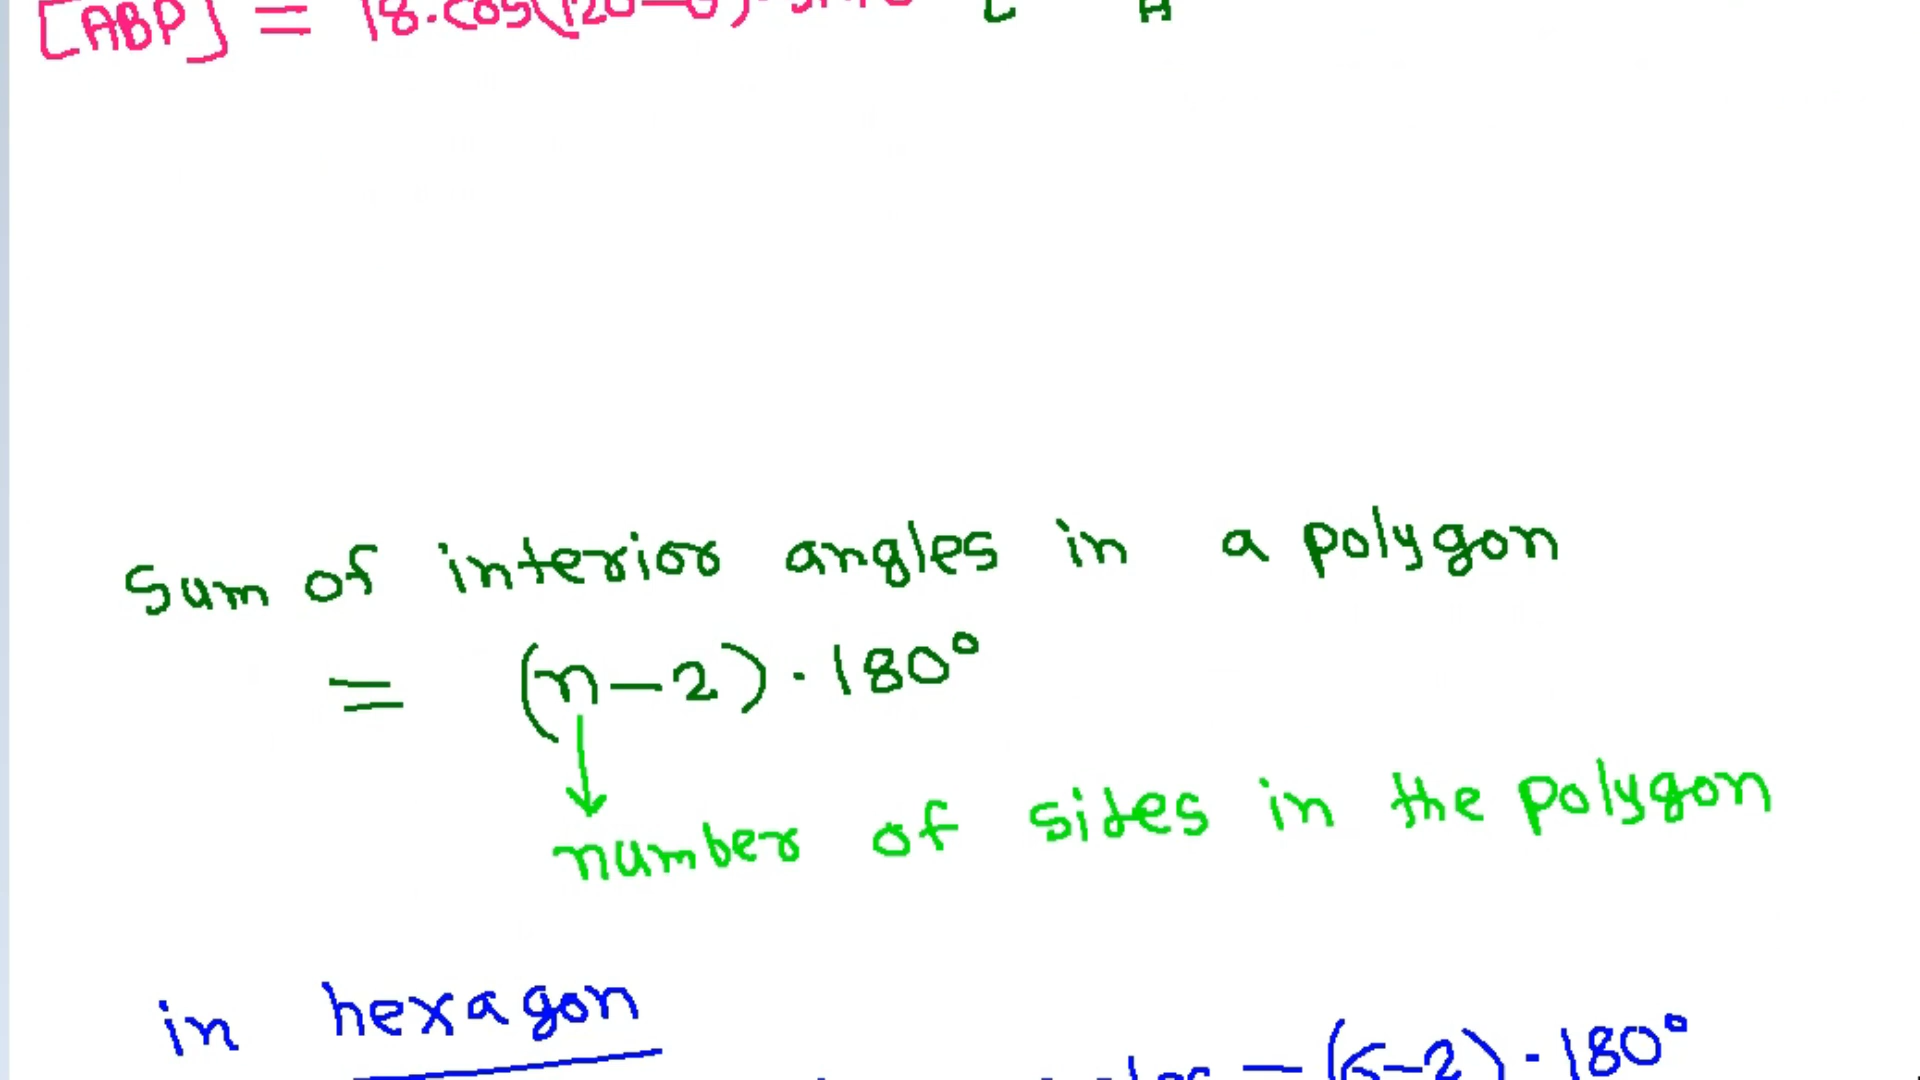 [ABP] = 18.cos(120-θ).sinθ
Sum of interior angles in a polygon
= (n-2).180°
number of sides in the polygon
in hexagon
= (6-2).180°